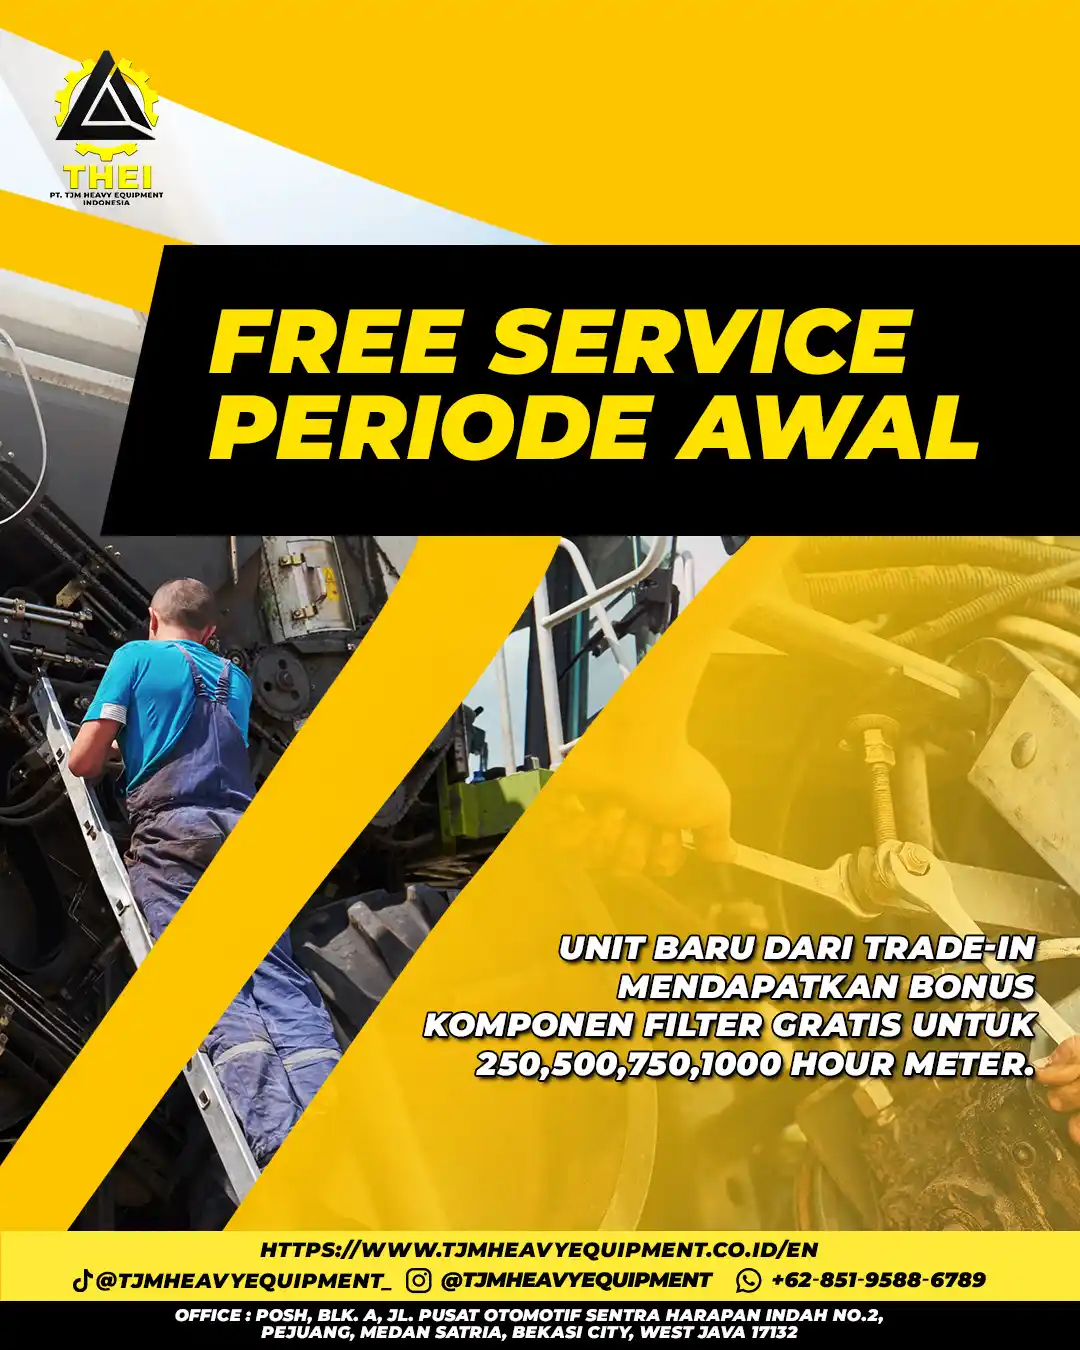 THEI
PT. TJM HEAVY EQUIPMENT
INDONESIA
FREE SERVICE
PERIODE AWAL
UNIT BARU DARI TRADE-IN
MENDAPATKAN BONUS
KOMPONEN FILTER GRATIS UNTUK
250,500,750,1000 HOUR METER.
HTTPS://WWW.TJMHEAVYEQUIPMENT.CO.ID/EN
@TJMHEAVYEQUIPMENT_ @TJMHEAVYEQUIPMENT +62-851-9588-6789
OFFICE : POSH, BLK. A, JL. PUSAT OTOMOTIF SENTRA HARAPAN INDAH NO.2,
PEJUANG, MEDAN SATRIA, BEKASI CITY, WEST JAVA 17132